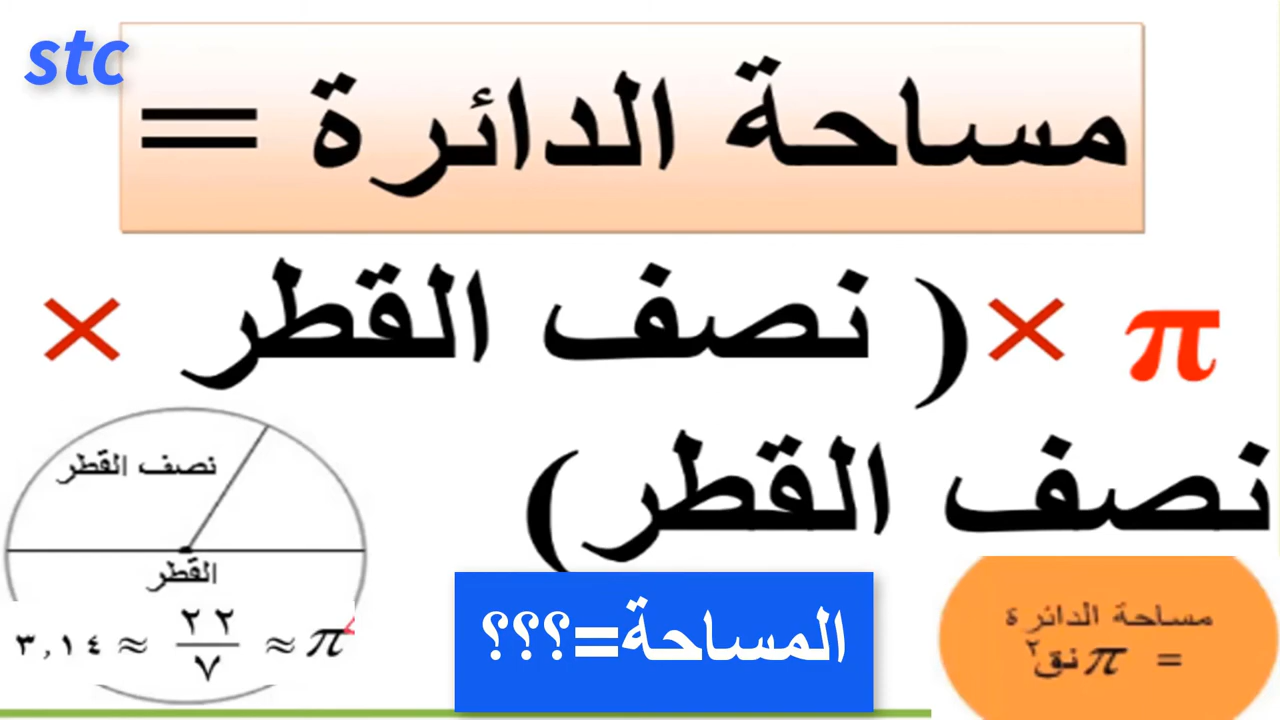 stc
مساحة الدائرة =
π ×( نصف القطر ×
نصف القطر)
نصف القطر
القطر
π ≈ ٢٢/٧ ≈ ٣,١٤
المساحة=؟؟؟
مساحة الدائرة
= π نق٢